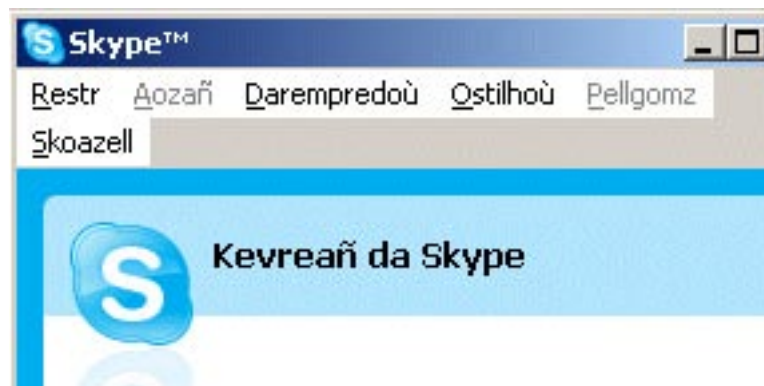 Skype™
Restr Aozañ Darempredoù Ostilhoù Pellgomz
Skoazell
Kevreañ da Skype